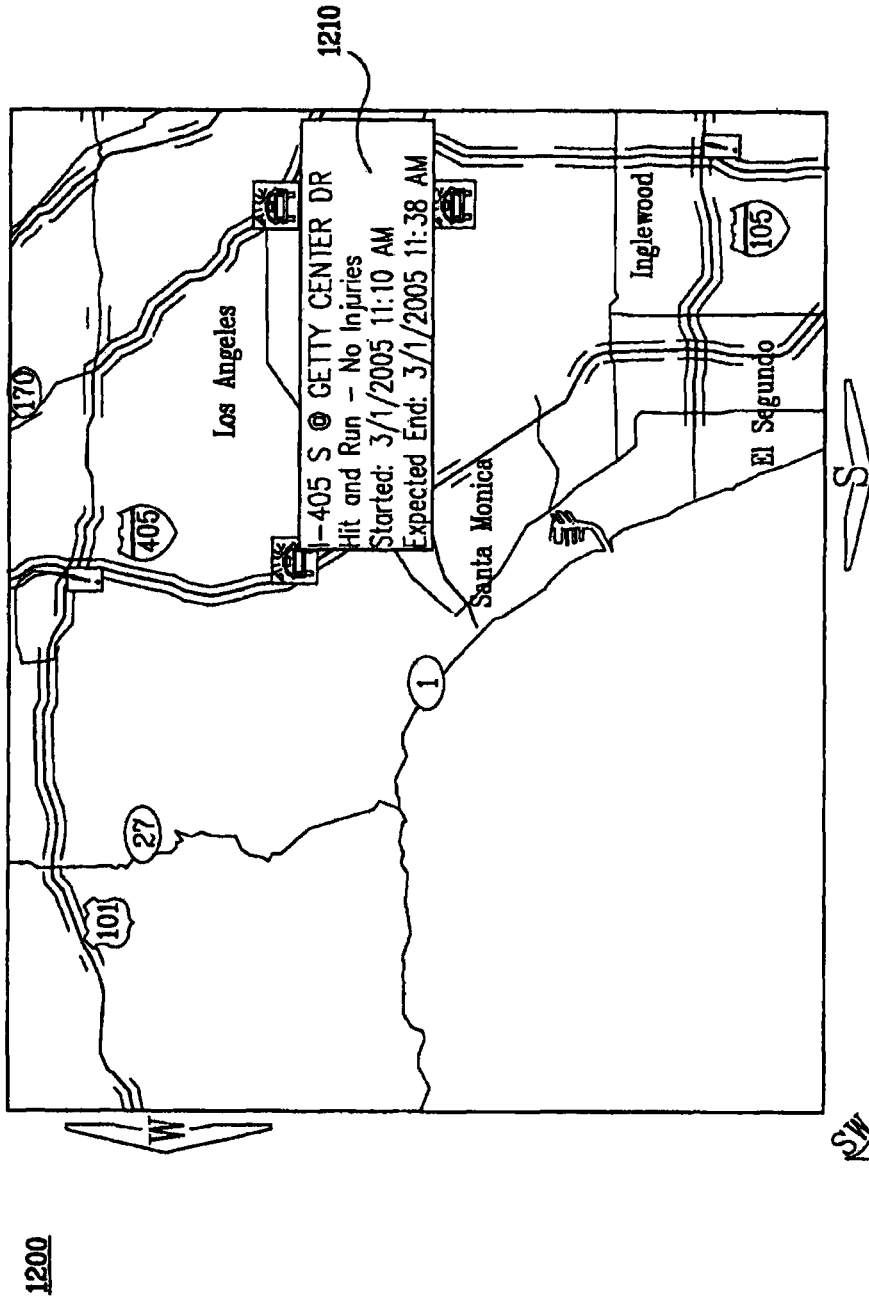 1200
1210
W
SW
S
101
27
1
405
170
105
Los Angeles
Santa Monica
Inglewood
El Segundo
I-405 S @ GETTY CENTER DR
Hit and Run - No Injuries
Started: 3/1/2005 11:10 AM
Expected End: 3/1/2005 11:38 AM